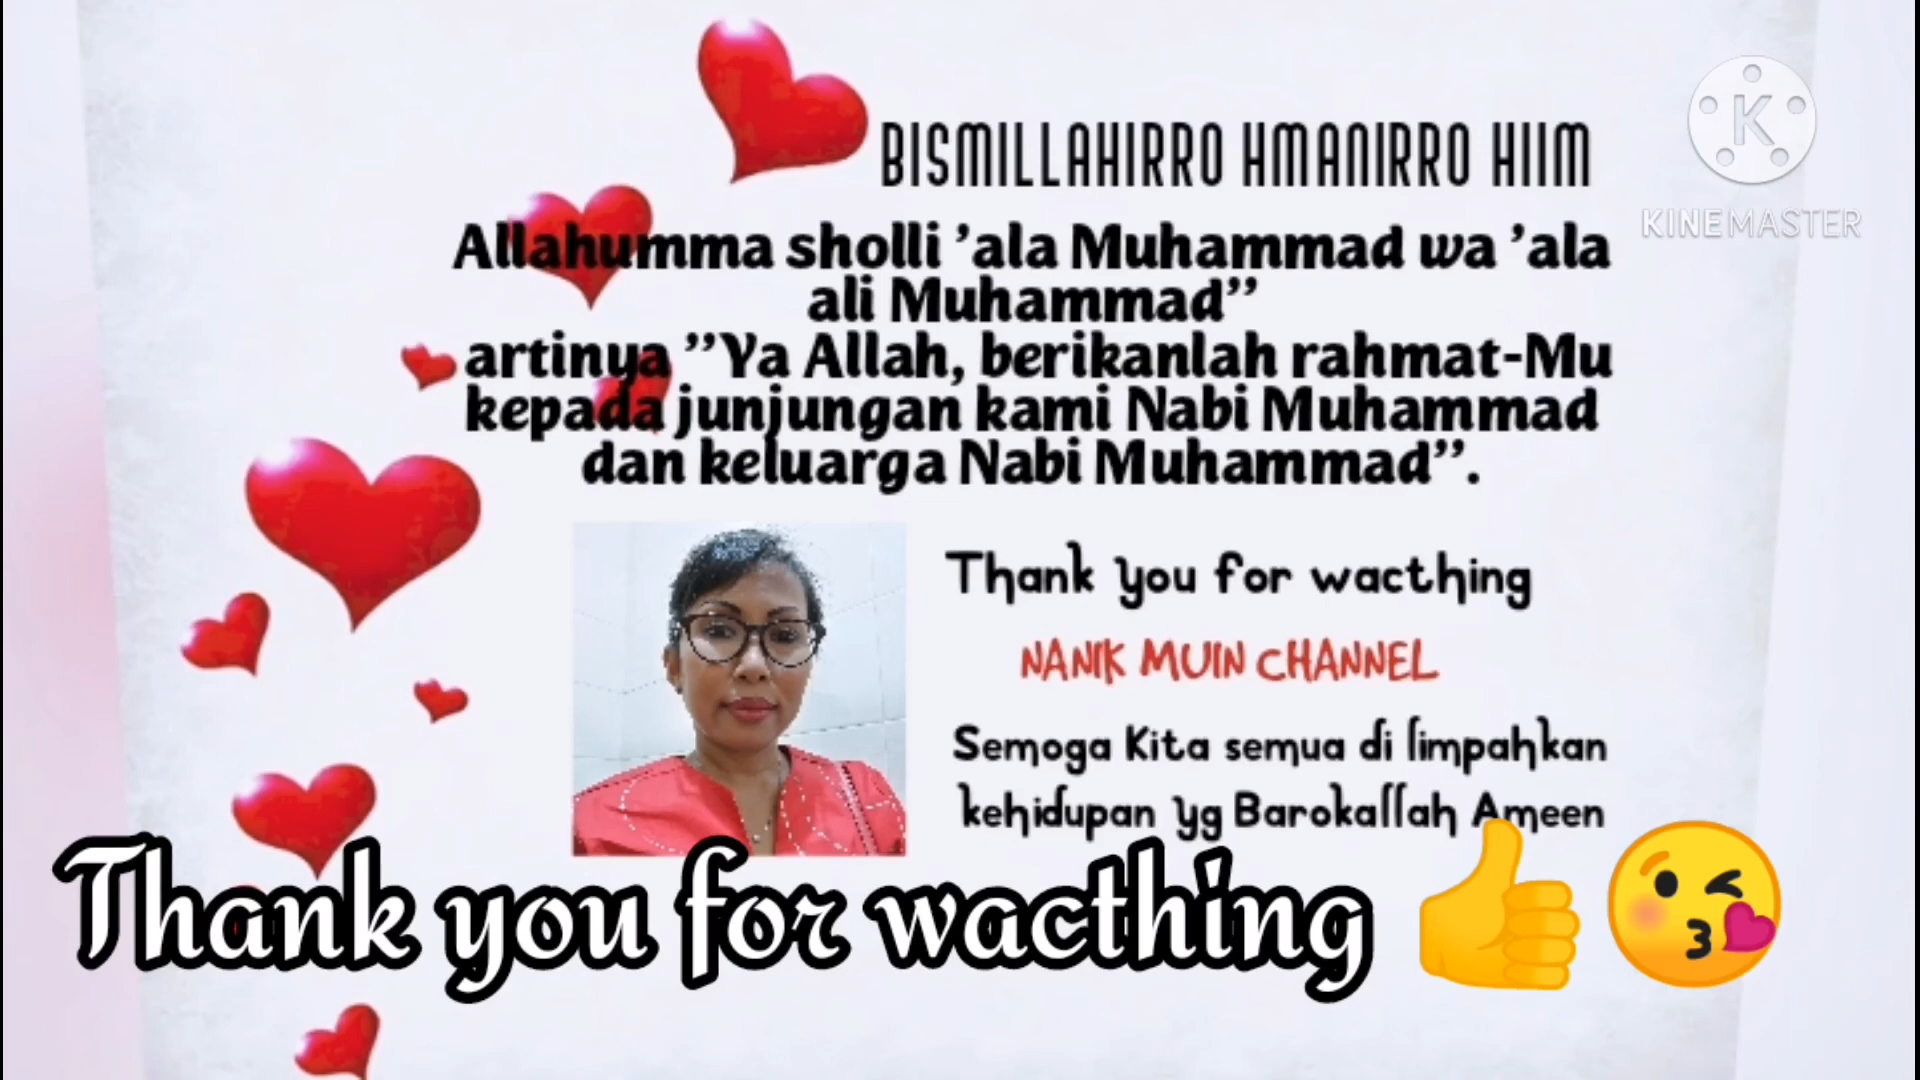 BISMILLAHIRRO HMANIRRO HIIM
KINEMASTER
Allahumma sholli ’ala Muhammad wa ’ala
ali Muhammad”
artinya ”Ya Allah, berikanlah rahmat-Mu
kepada junjungan kami Nabi Muhammad
dan keluarga Nabi Muhammad”.
Thank you for wacthing
NANIK MUIN CHANNEL
Semoga Kita semua di limpahkan
kehidupan yg Barokallah Ameen
Thank you for wacthing 👍😘